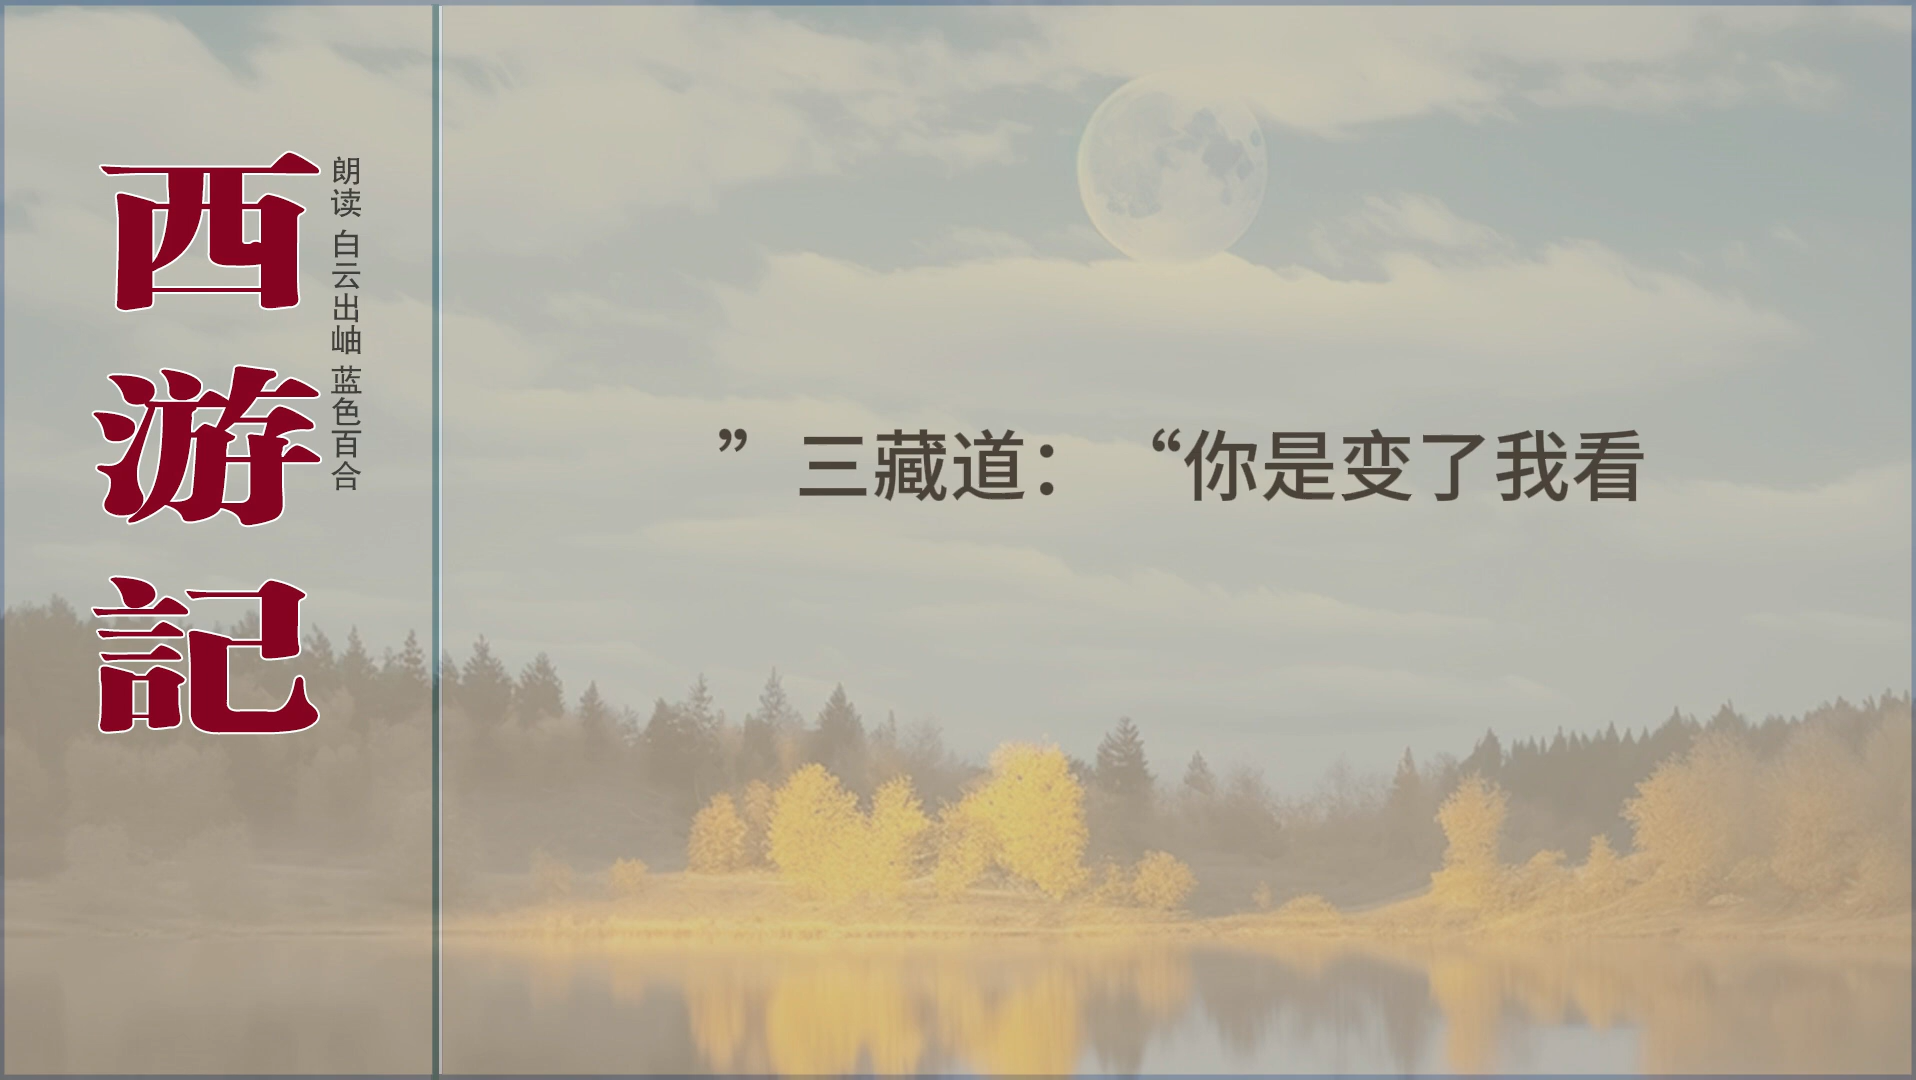 西游記
朗读 白云出岫 蓝色百合
” 三藏道：“你是变了我看